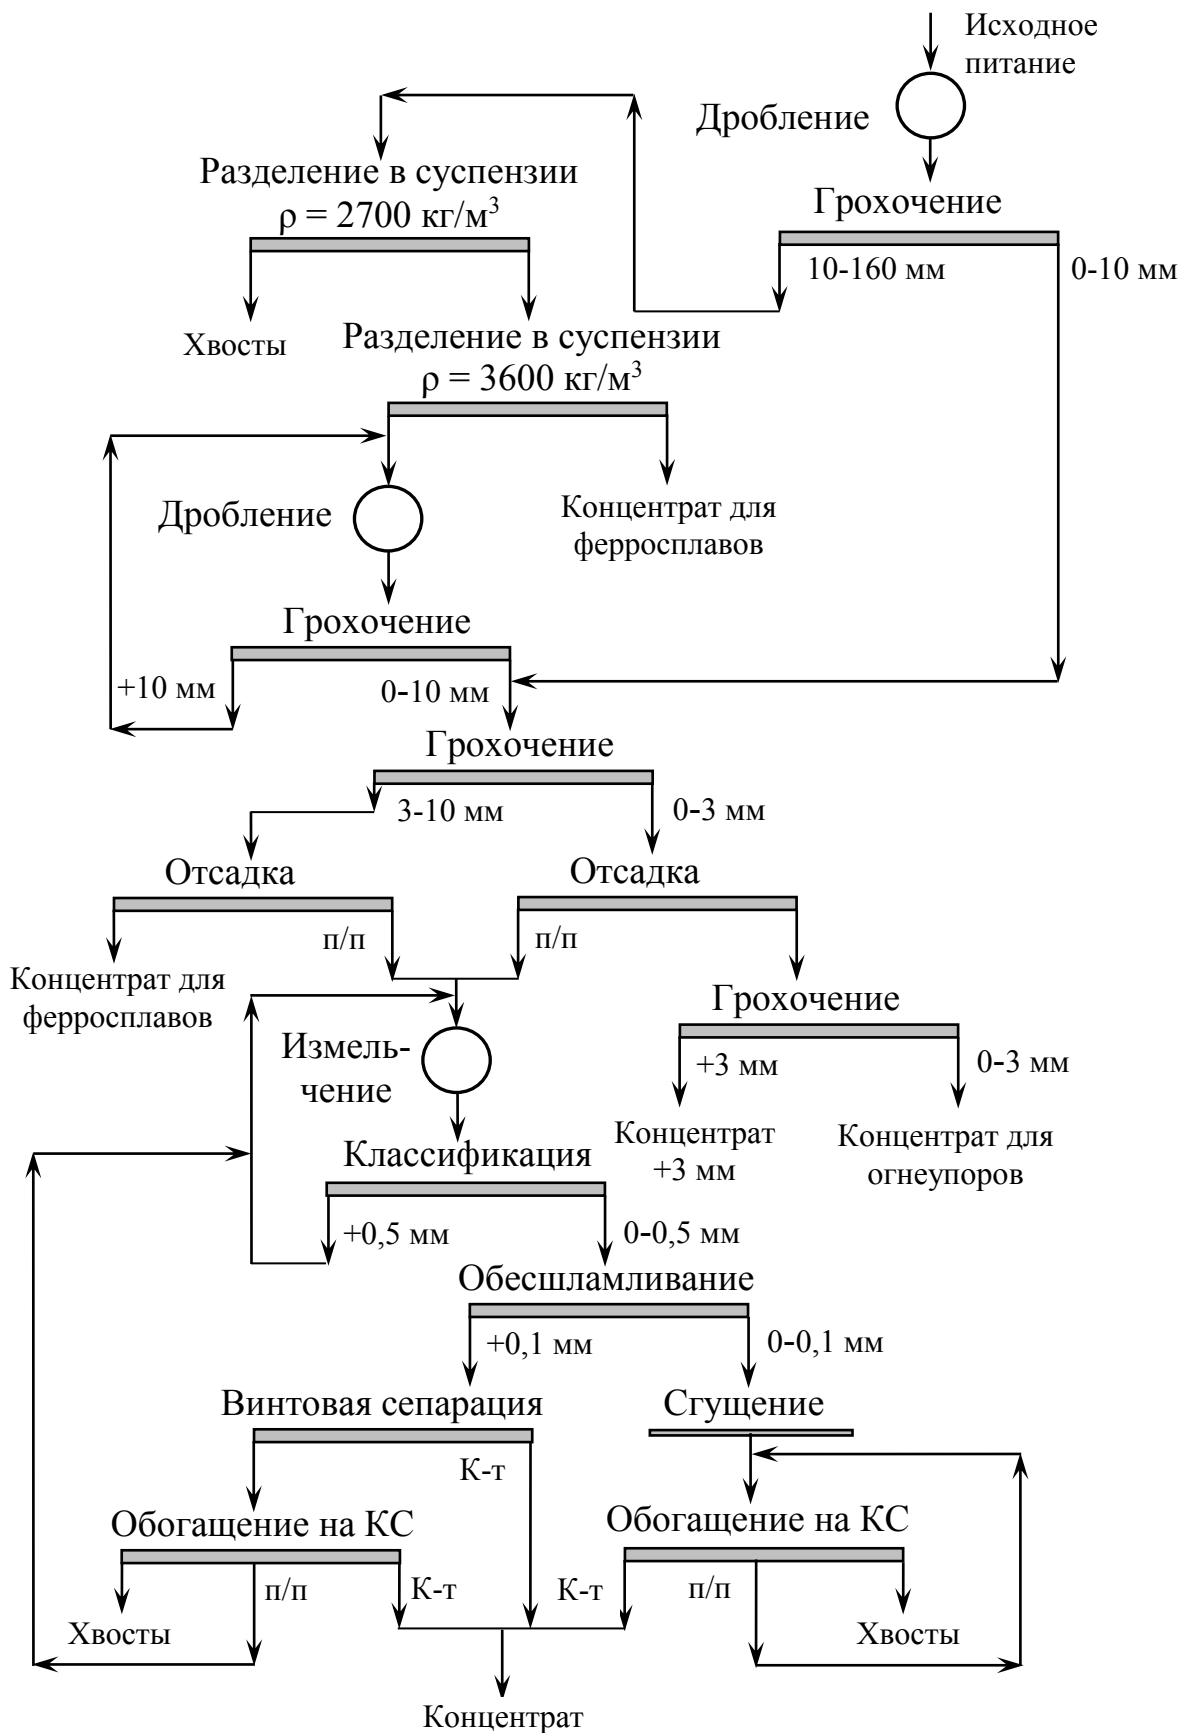 Исходное
питание
Дробление
Разделение в суспензии
ρ = 2700 кг/м³
Грохочение
10-160 мм
0-10 мм
Хвосты
Разделение в суспензии
ρ = 3600 кг/м³
Дробление
Концентрат для
ферросплавов
Грохочение
+10 мм
0-10 мм
Грохочение
3-10 мм
0-3 мм
Отсадка
Отсадка
п/п
п/п
Концентрат для
ферросплавов
Грохочение
Измель-
чение
+3 мм
0-3 мм
Концентрат
+3 мм
Концентрат для
огнеупоров
Классификация
+0,5 мм
0-0,5 мм
Обесшламливание
+0,1 мм
0-0,1 мм
Винтовая сепарация
Сгущение
К-т
Обогащение на КС
Обогащение на КС
п/п
К-т
К-т
п/п
Хвосты
Хвосты
Концентрат